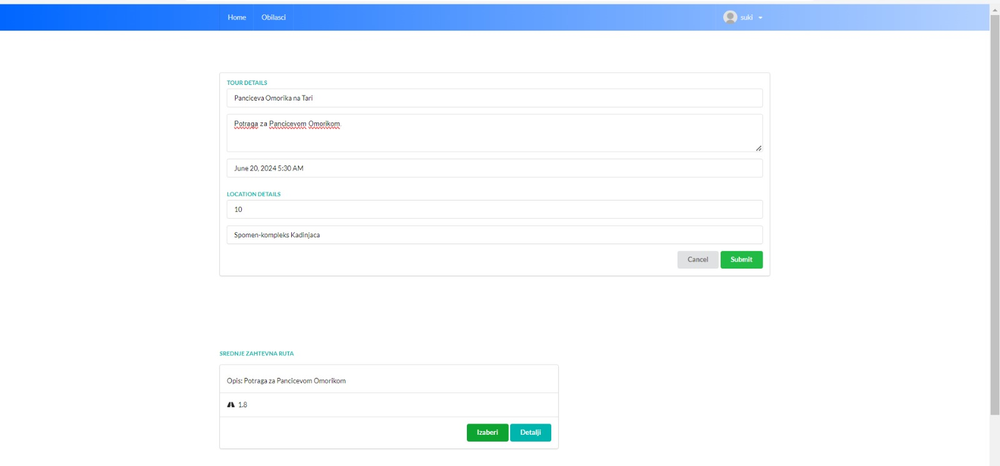 Home Obilasci suki
TOUR DETAILS
Panciceva Omorika na Tari
Potraga za Pancicevom Omorikom.
June 20, 2024 5:30 AM
LOCATION DETAILS
10
Spomen-kompleks Kadinjaca
Cancel Submit
SREDNJE ZAHTEVNA RUTA
Opis: Potraga za Pancicevom Omorikom
1.8
Izaberi Detalji